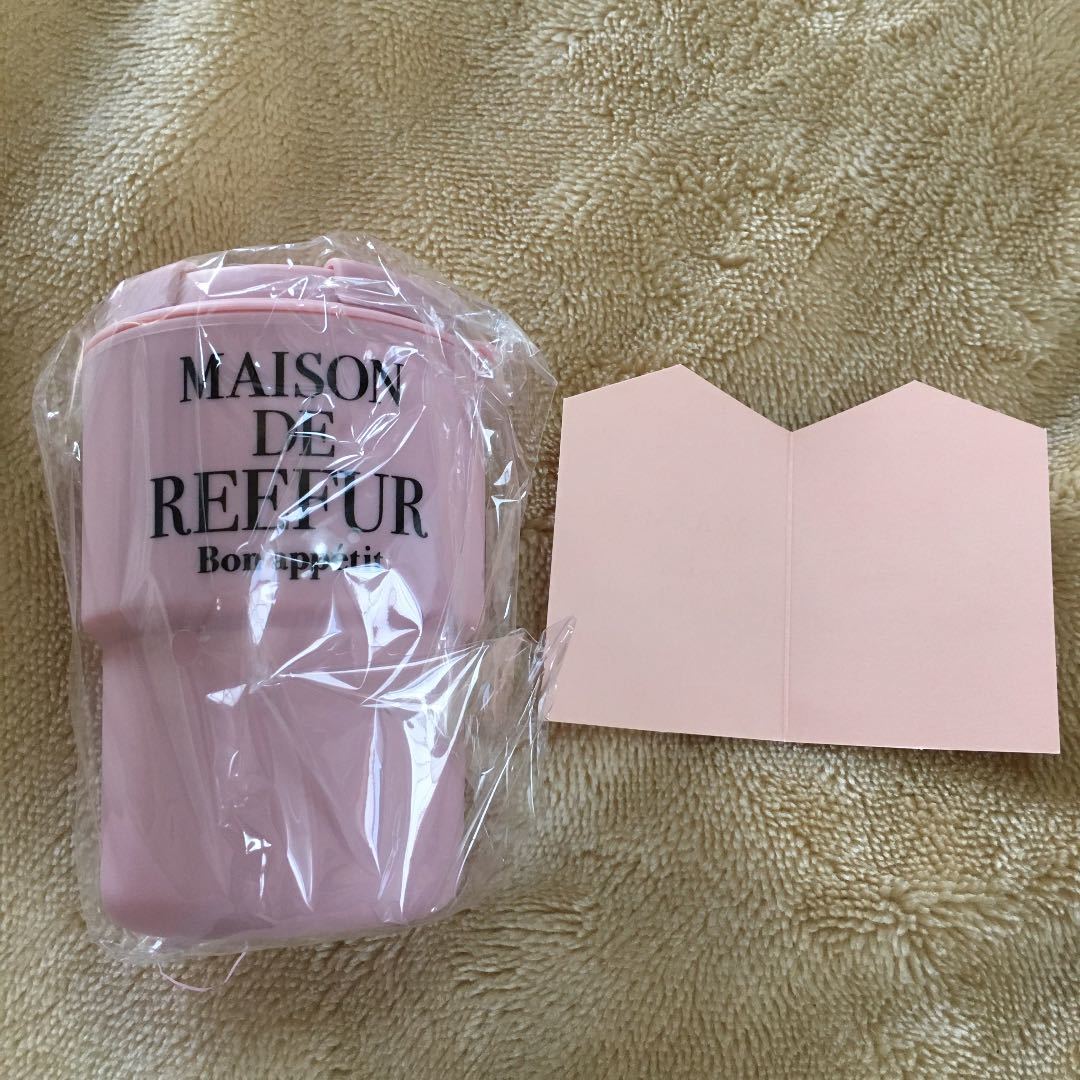 MAISON
DE
REEFUR
Bon appétit